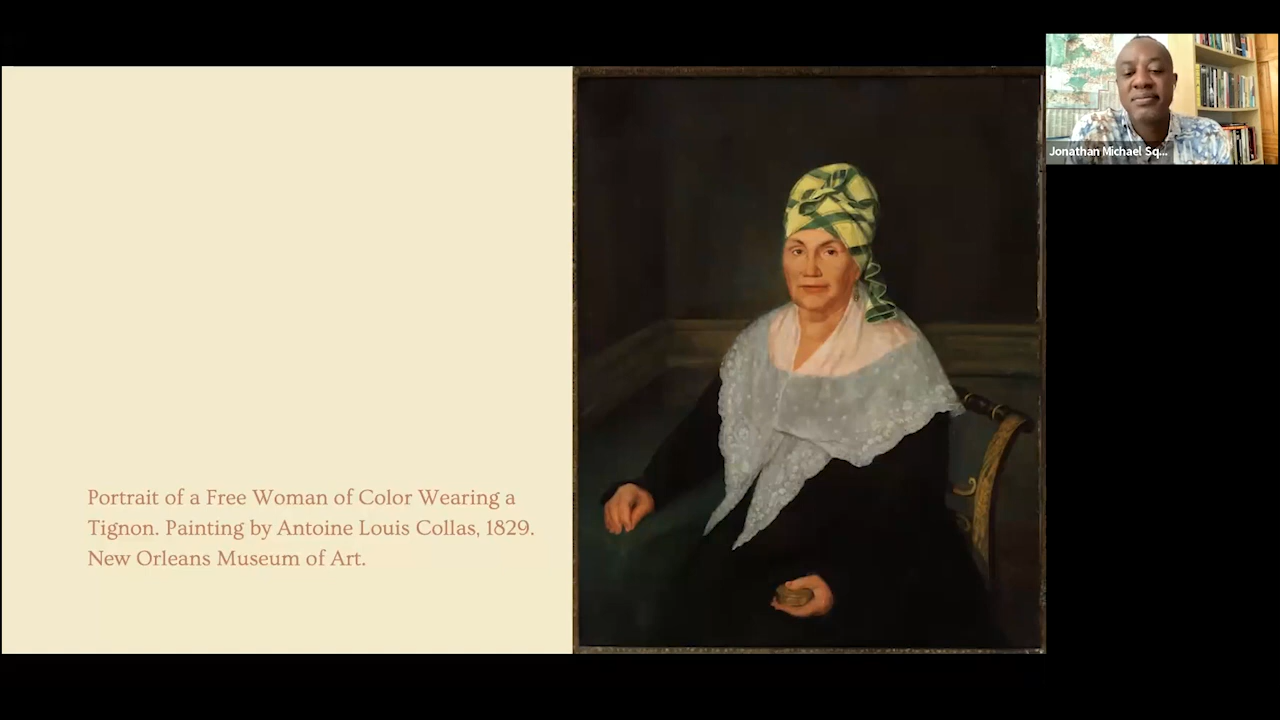 Portrait of a Free Woman of Color Wearing a
Tignon. Painting by Antoine Louis Collas, 1829.
New Orleans Museum of Art.
Jonathan Michael Sq...